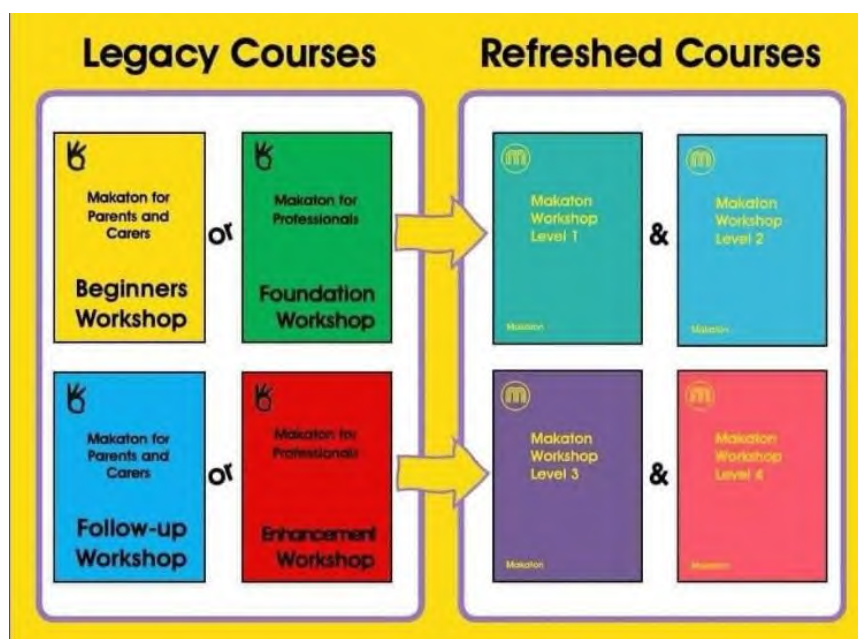 Legacy Courses
Refreshed Courses
Makaton for
Parents and
Carers
Beginners
Workshop
or
Makaton for
Professionals
Foundation
Workshop
Makaton
Workshop
Level 1
Makaton
&
Makaton
Workshop
Level 2
Makaton
Makaton for
Parents and
Carers
Follow-up
Workshop
or
Makaton for
Professionals
Enhancement
Workshop
Makaton
Workshop
Level 3
Makaton
&
Makaton
Workshop
Level 4
Makaton